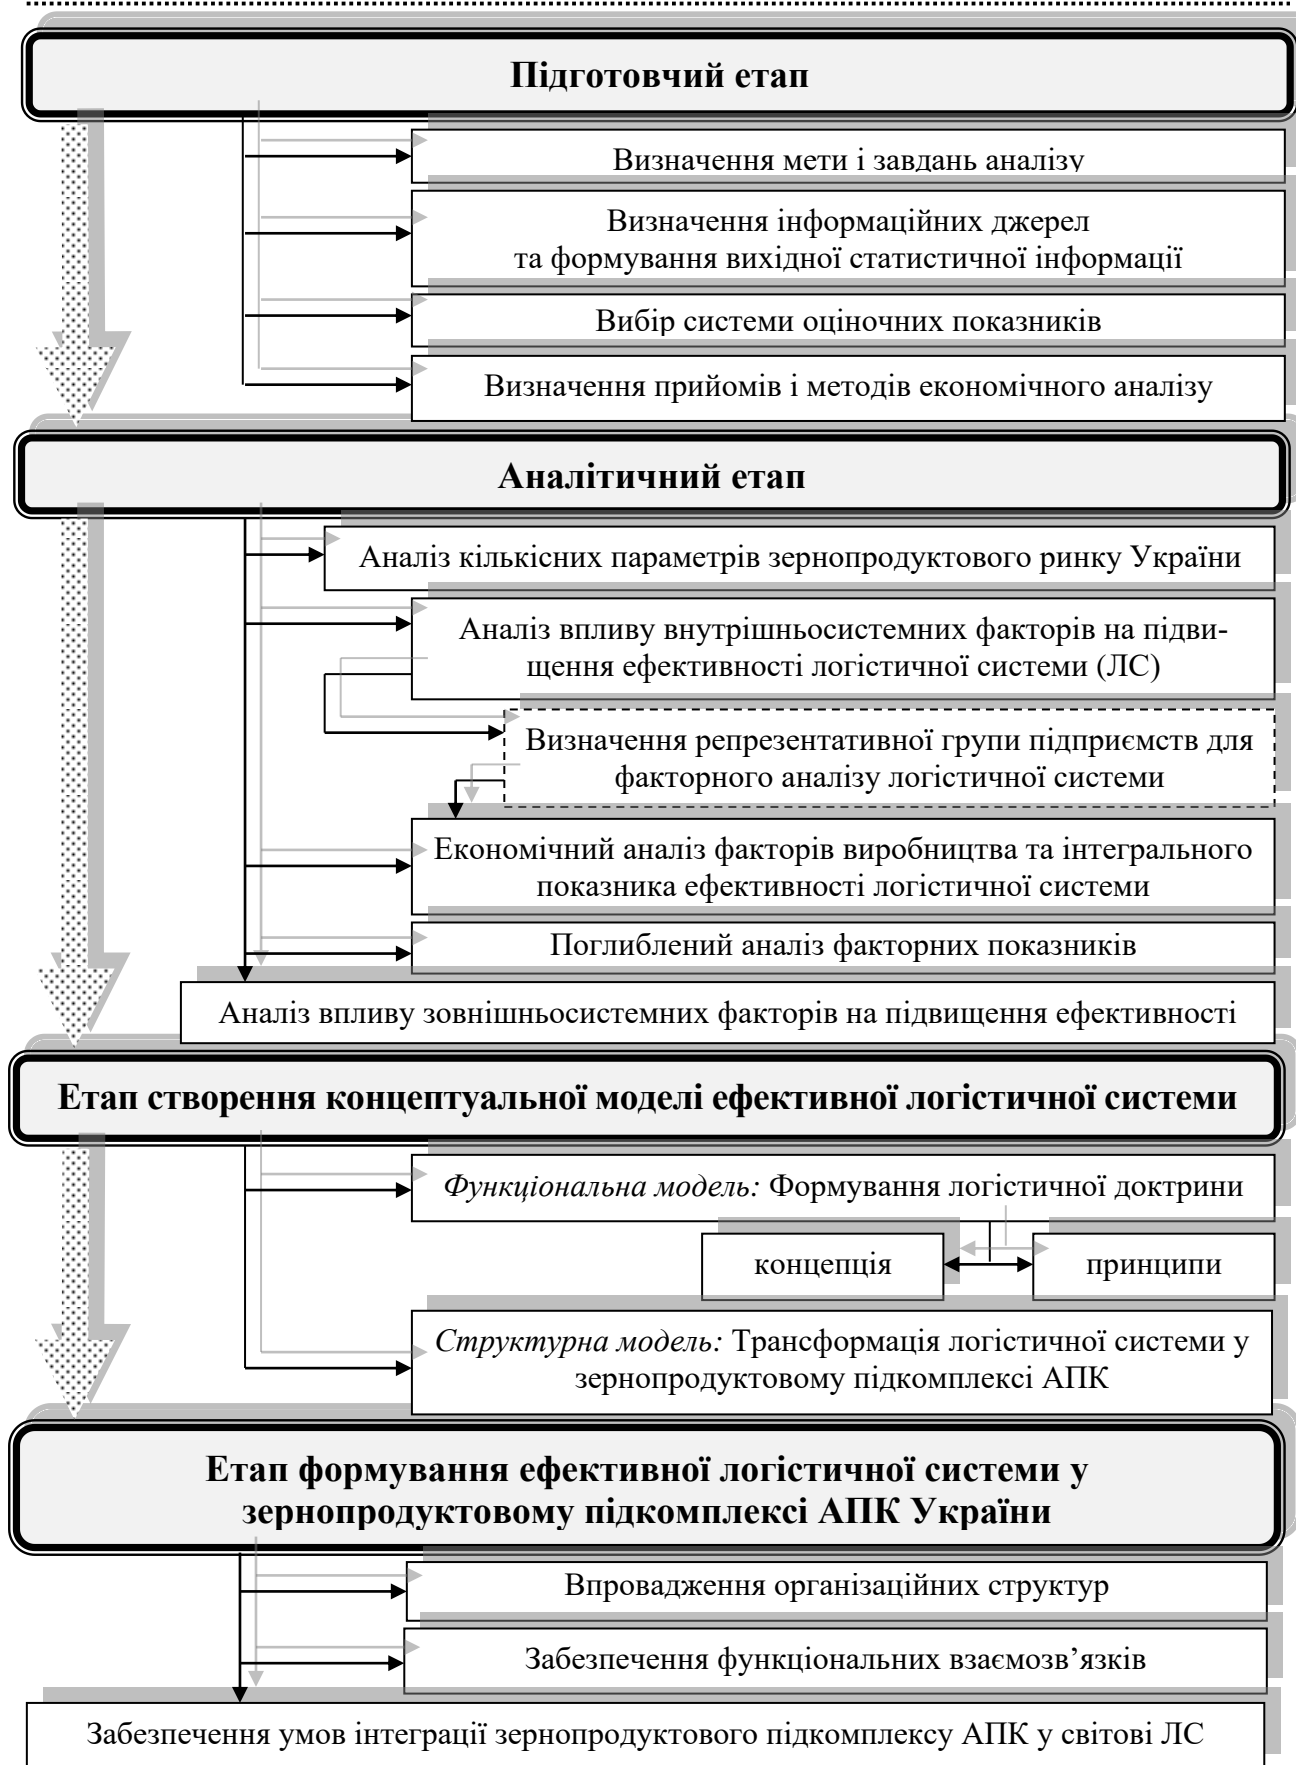 Підготовчий етап
Визначення мети і завдань аналізу
Визначення інформаційних джерел
та формування вихідної статистичної інформації
Вибір системи оціночних показників
Визначення прийомів і методів економічного аналізу
Аналітичний етап
Аналіз кількісних параметрів зернопродуктового ринку України
Аналіз впливу внутрішньосистемних факторів на підви-
щення ефективності логістичної системи (ЛС)
Визначення репрезентативної групи підприємств для
факторного аналізу логістичної системи
Економічний аналіз факторів виробництва та інтегрального
показника ефективності логістичної системи
Поглиблений аналіз факторних показників
Аналіз впливу зовнішньосистемних факторів на підвищення ефективності
Етап створення концептуальної моделі ефективної логістичної системи
Функціональна модель: Формування логістичної доктрини
концепція
принципи
Структурна модель: Трансформація логістичної системи у
зернопродуктовому підкомплексі АПК
Етап формування ефективної логістичної системи у
зернопродуктовому підкомплексі АПК України
Впровадження організаційних структур
Забезпечення функціональних взаємозв’язків
Забезпечення умов інтеграції зернопродуктового підкомплексу АПК у світові ЛС